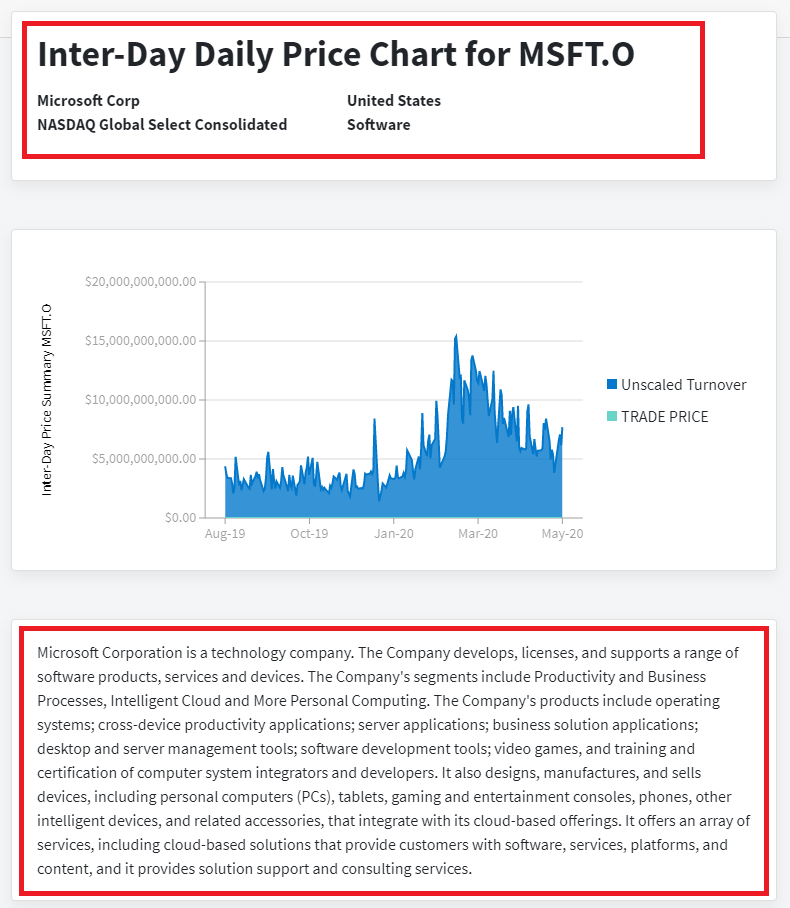 Inter-Day Daily Price Chart for MSFT.O
Microsoft Corp United States
NASDAQ Global Select Consolidated Software
$20,000,000,000.00
$15,000,000,000.00
$10,000,000,000.00
$5,000,000,000.00
$0.00
Inter-Day Price Summary MSFT.O
Aug-19 Oct-19 Jan-20 Mar-20 May-20
Unscaled Turnover
TRADE PRICE
Microsoft Corporation is a technology company. The Company develops, licenses, and supports a range of
software products, services and devices. The Company's segments include Productivity and Business
Processes, Intelligent Cloud and More Personal Computing. The Company's products include operating
systems; cross-device productivity applications; server applications; business solution applications;
desktop and server management tools; software development tools; video games, and training and
certification of computer system integrators and developers. It also designs, manufactures, and sells
devices, including personal computers (PCs), tablets, gaming and entertainment consoles, phones, other
intelligent devices, and related accessories, that integrate with its cloud-based offerings. It offers an array of
services, including cloud-based solutions that provide customers with software, services, platforms, and
content, and it provides solution support and consulting services.